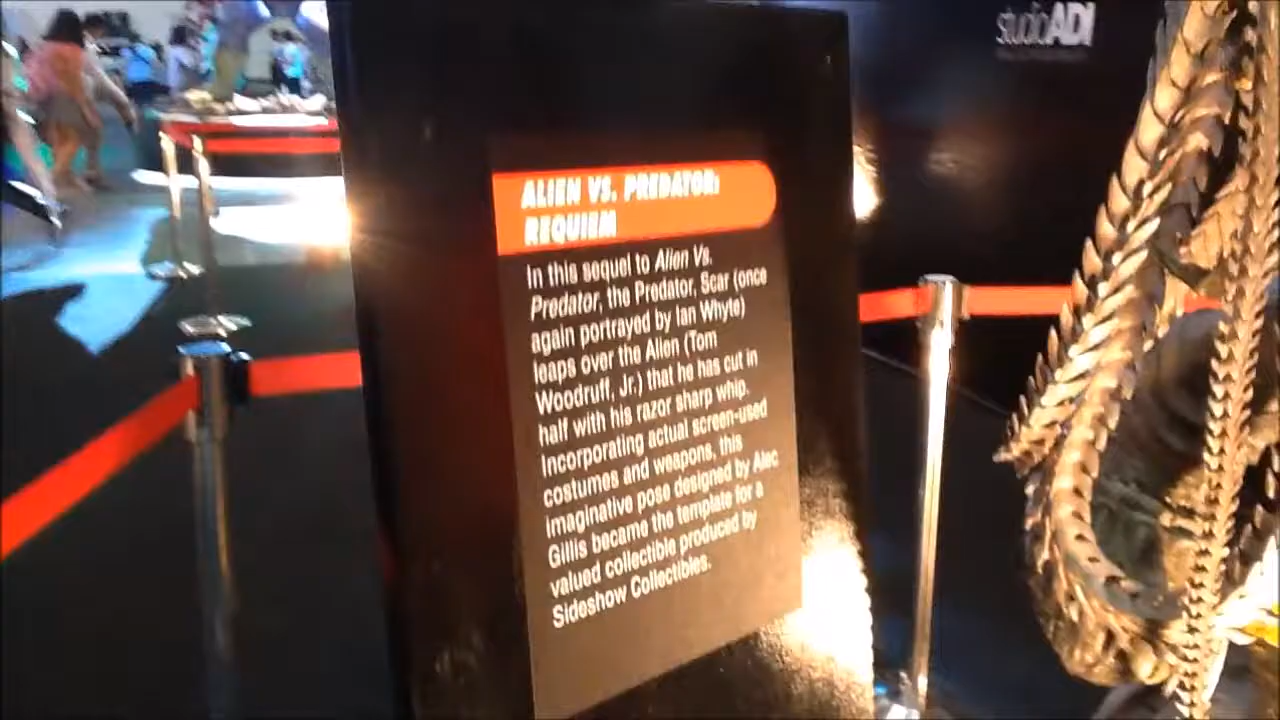 studioADI
ALIEN VS. PREDATOR:
REQUIEM
In this sequel to Alien Vs.
Predator, the Predator, Scar (once
again portrayed by Ian Whyte)
leaps over the Alien (Tom
Woodruff, Jr.) that he has cut in
half with his razor sharp whip.
Incorporating actual screen-used
costumes and weapons, this
imaginative pose designed by Alec
Gillis became the template for a
valued collectible produced by
Sideshow Collectibles.